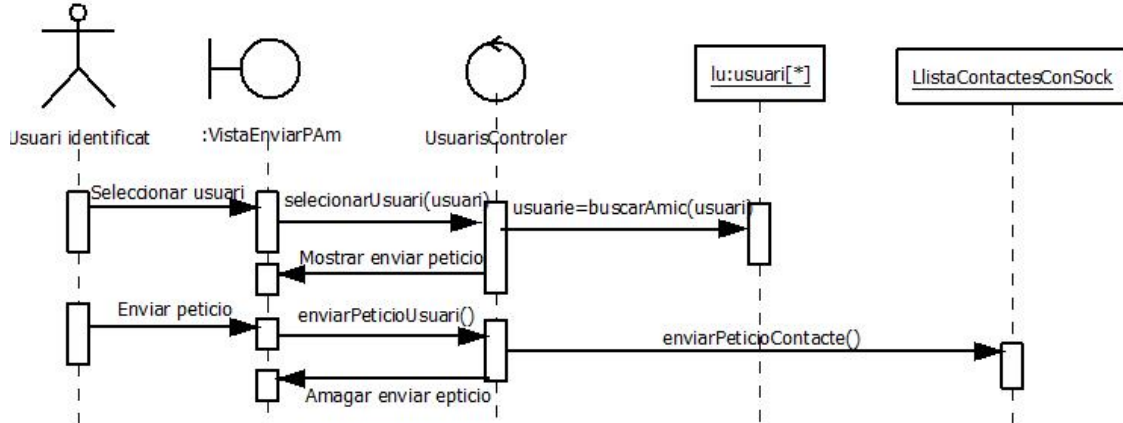 lu:usuari[*]
LlistaContactesConSock
Usuari identificat
:VistaEnviarPAm
UsuarisControler
Seleccionar usuari
selecionarUsuari(usuari)
usuarie=buscarAmic(usuari)
Mostrar enviar peticio
Enviar peticio
enviarPeticioUsuari()
enviarPeticioContacte()
Amagar enviar epticio